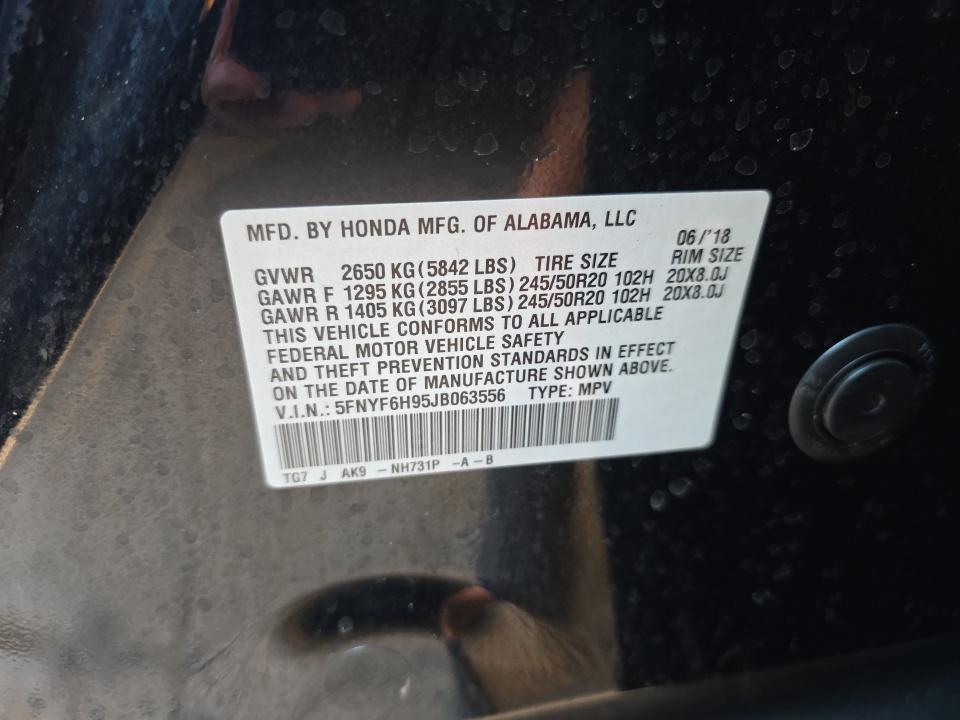 MFD. BY HONDA MFG. OF ALABAMA, LLC
06/'18
GVWR 2650 KG (5842 LBS) TIRE SIZE RIM SIZE
GAWR F 1295 KG (2855 LBS) 245/50R20 102H 20X8.0J
GAWR R 1405 KG (3097 LBS) 245/50R20 102H 20X8.0J
THIS VEHICLE CONFORMS TO ALL APPLICABLE
FEDERAL MOTOR VEHICLE SAFETY
AND THEFT PREVENTION STANDARDS IN EFFECT
ON THE DATE OF MANUFACTURE SHOWN ABOVE.
V.I.N.: 5FNYF6H95JB063556 TYPE: MPV
TG7 J AK9 - NH731P -A - B